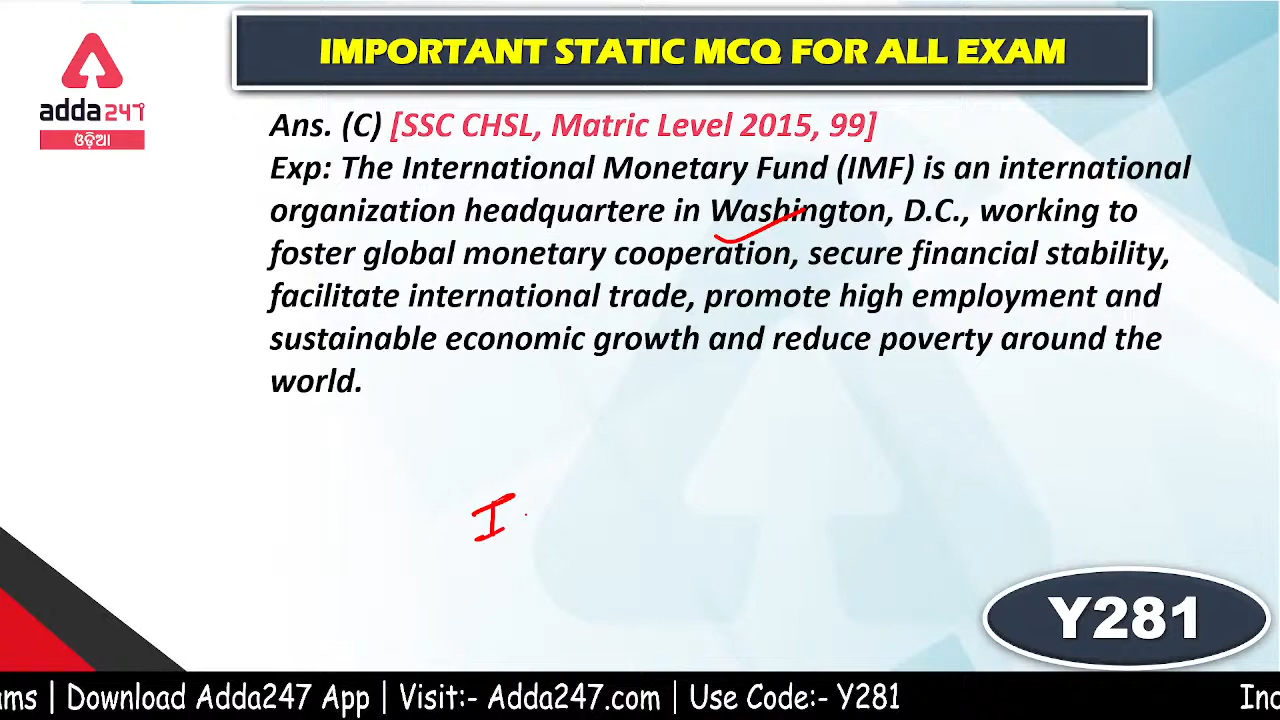 IMPORTANT STATIC MCQ FOR ALL EXAM
adda247
ଓଡ଼ିଆ
Ans. (C) [SSC CHSL, Matric Level 2015, 99]
Exp: The International Monetary Fund (IMF) is an international
organization headquartere in Washington, D.C., working to
foster global monetary cooperation, secure financial stability,
facilitate international trade, promote high employment and
sustainable economic growth and reduce poverty around the
world.
I
Y281
ams | Download Adda247 App | Visit:- Adda247.com | Use Code:- Y281